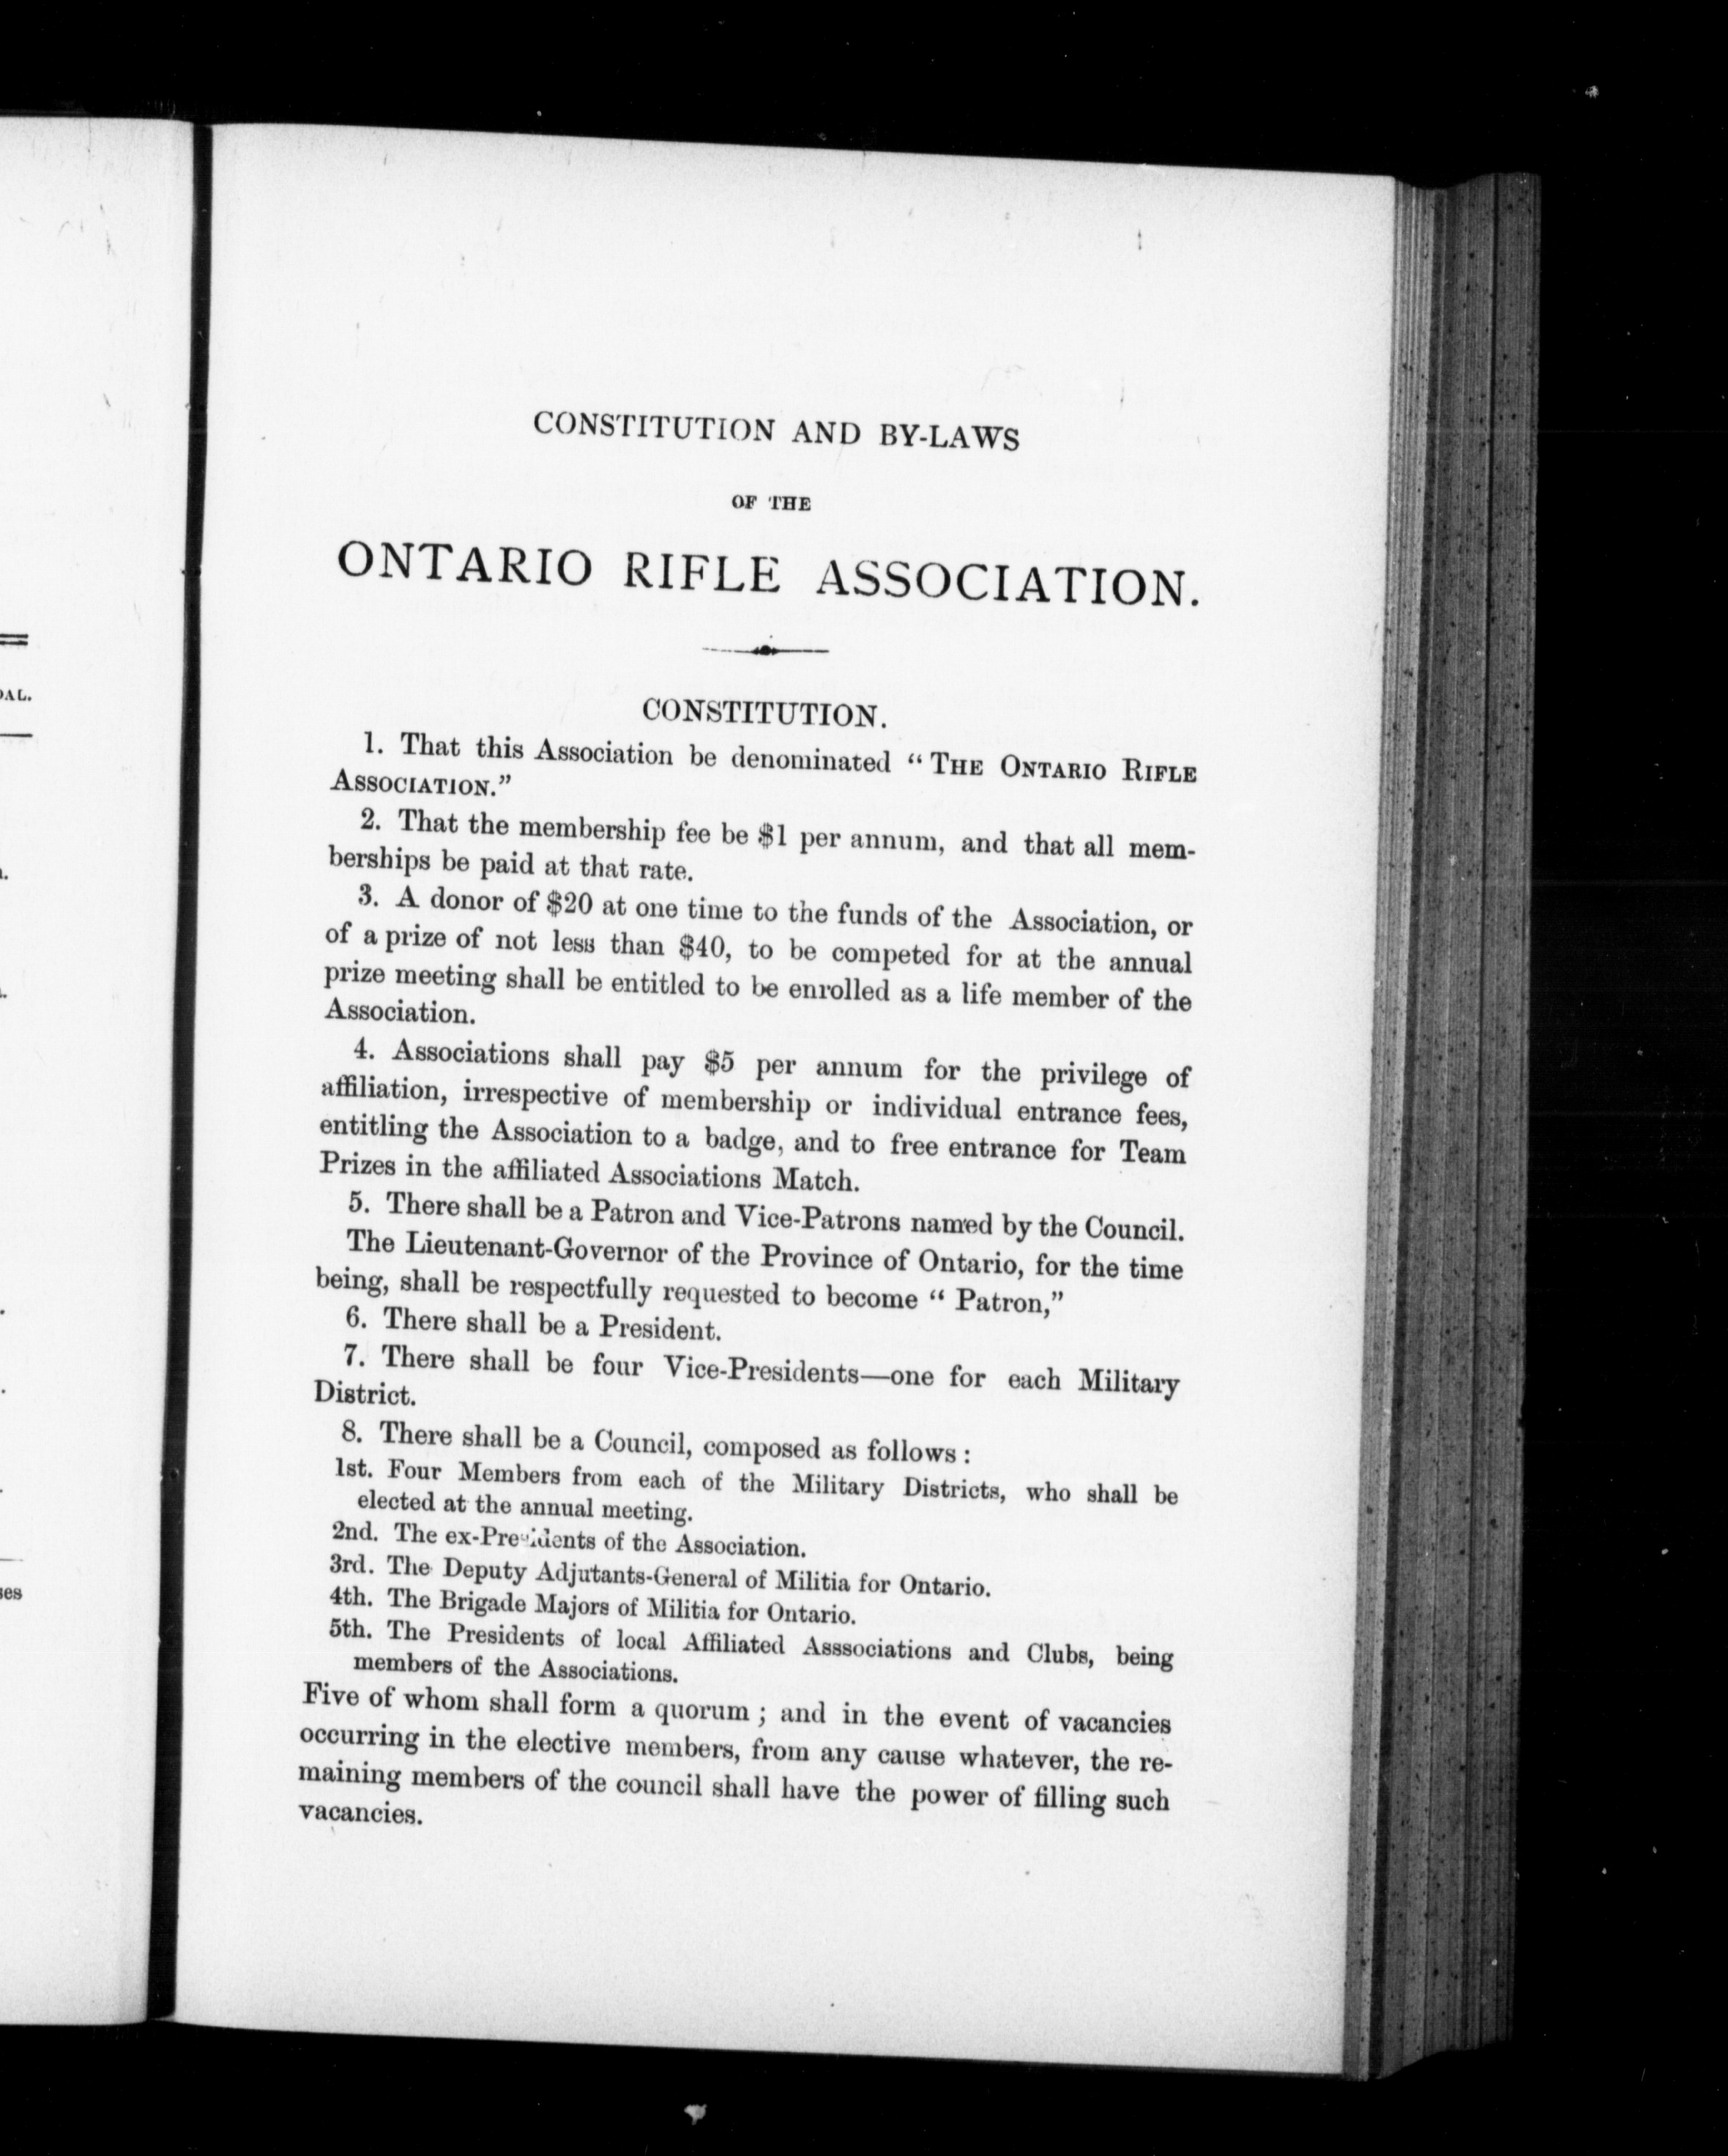 CONSTITUTION AND BY-LAWS
OF THE
ONTARIO RIFLE ASSOCIATION.
CONSTITUTION.
1. That this Association be denominated “THE ONTARIO RIFLE
ASSOCIATION.”
2. That the membership fee be $1 per annum, and that all mem-
berships be paid at that rate.
3. A donor of $20 at one time to the funds of the Association, or
of a prize of not less than $40, to be competed for at the annual
prize meeting shall be entitled to be enrolled as a life member of the
Association.
4. Associations shall pay $5 per annum for the privilege of
affiliation, irrespective of membership or individual entrance fees,
entitling the Association to a badge, and to free entrance for Team
Prizes in the affiliated Associations Match.
5. There shall be a Patron and Vice-Patrons named by the Council.
The Lieutenant-Governor of the Province of Ontario, for the time
being, shall be respectfully requested to become “ Patron,”
6. There shall be a President.
7. There shall be four Vice-Presidents—one for each Military
District.
8. There shall be a Council, composed as follows :
1st. Four Members from each of the Military Districts, who shall be
elected at the annual meeting.
2nd. The ex-Presidents of the Association.
3rd. The Deputy Adjutants-General of Militia for Ontario.
4th. The Brigade Majors of Militia for Ontario.
5th. The Presidents of local Affiliated Asssociations and Clubs, being
members of the Associations.
Five of whom shall form a quorum ; and in the event of vacancies
occurring in the elective members, from any cause whatever, the re-
maining members of the council shall have the power of filling such
vacancies.